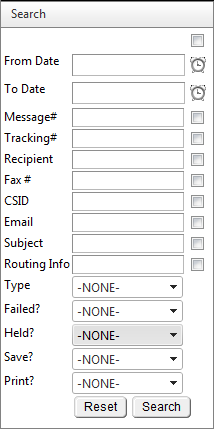 Search
From Date
To Date
Message#
Tracking#
Recipient
Fax #
CSID
Email
Subject
Routing Info
Type -NONE-
Failed? -NONE-
Held? -NONE-
Save? -NONE-
Print? -NONE-
Reset Search